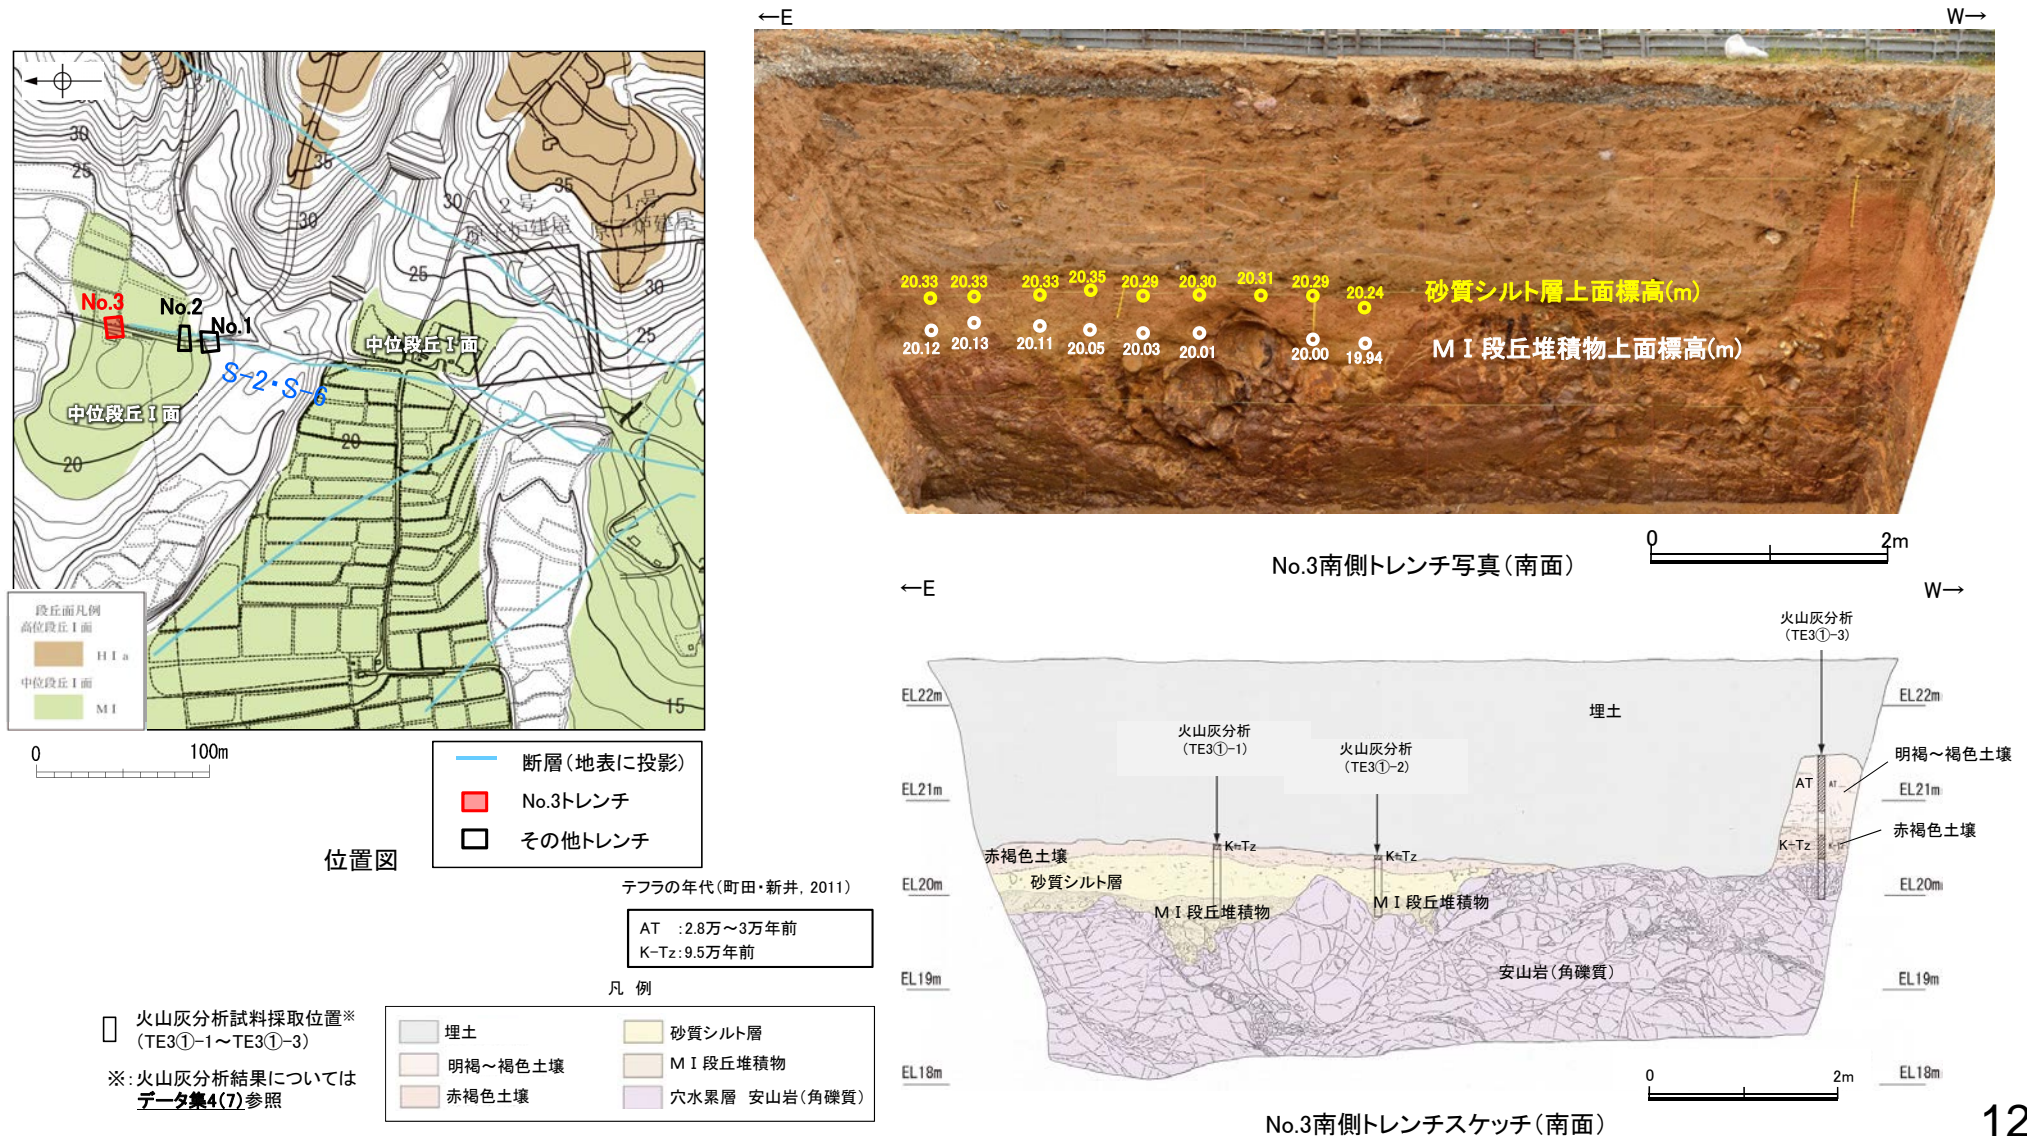 ←E
W→
30
25
35
30
30
25
35
2号
原子炉建屋
1号
原子炉建屋
30
25
No.3
No.2
No.1
S-2・S-6
中位段丘Ⅰ面
中位段丘Ⅰ面
20
20
15
段丘面凡例
高位段丘Ⅰ面
HⅠa
中位段丘Ⅰ面
MⅠ
0
100m
断層(地表に投影)
No.3トレンチ
その他トレンチ
位置図
20.33
20.33
20.33
20.35
20.29
20.30
20.31
20.29
20.24
砂質シルト層上面標高(m)
20.12
20.13
20.11
20.05
20.03
20.01
20.00
19.94
MⅠ段丘堆積物上面標高(m)
0
2m
No.3南側トレンチ写真(南面)
←E
W→
火山灰分析
(TE3①-3)
EL22m
EL22m
埋土
火山灰分析
(TE3①-1)
火山灰分析
(TE3①-2)
明褐~褐色土壌
EL21m
AT
AT
EL21m
赤褐色土壌
K-Tz
K-Tz
K-Tz
赤褐色土壌
砂質シルト層
EL20m
EL20m
MⅠ段丘堆積物
MⅠ段丘堆積物
安山岩(角礫質)
EL19m
EL19m
EL18m
EL18m
0
2m
No.3南側トレンチスケッチ(南面)
テフラの年代(町田・新井, 2011)
AT :2.8万~3万年前
K-Tz:9.5万年前
凡 例
埋土
明褐~褐色土壌
赤褐色土壌
砂質シルト層
MⅠ段丘堆積物
穴水累層 安山岩(角礫質)
火山灰分析試料採取位置※
(TE3①-1~TE3①-3)
※:火山灰分析結果については
データ集4(7)参照
12